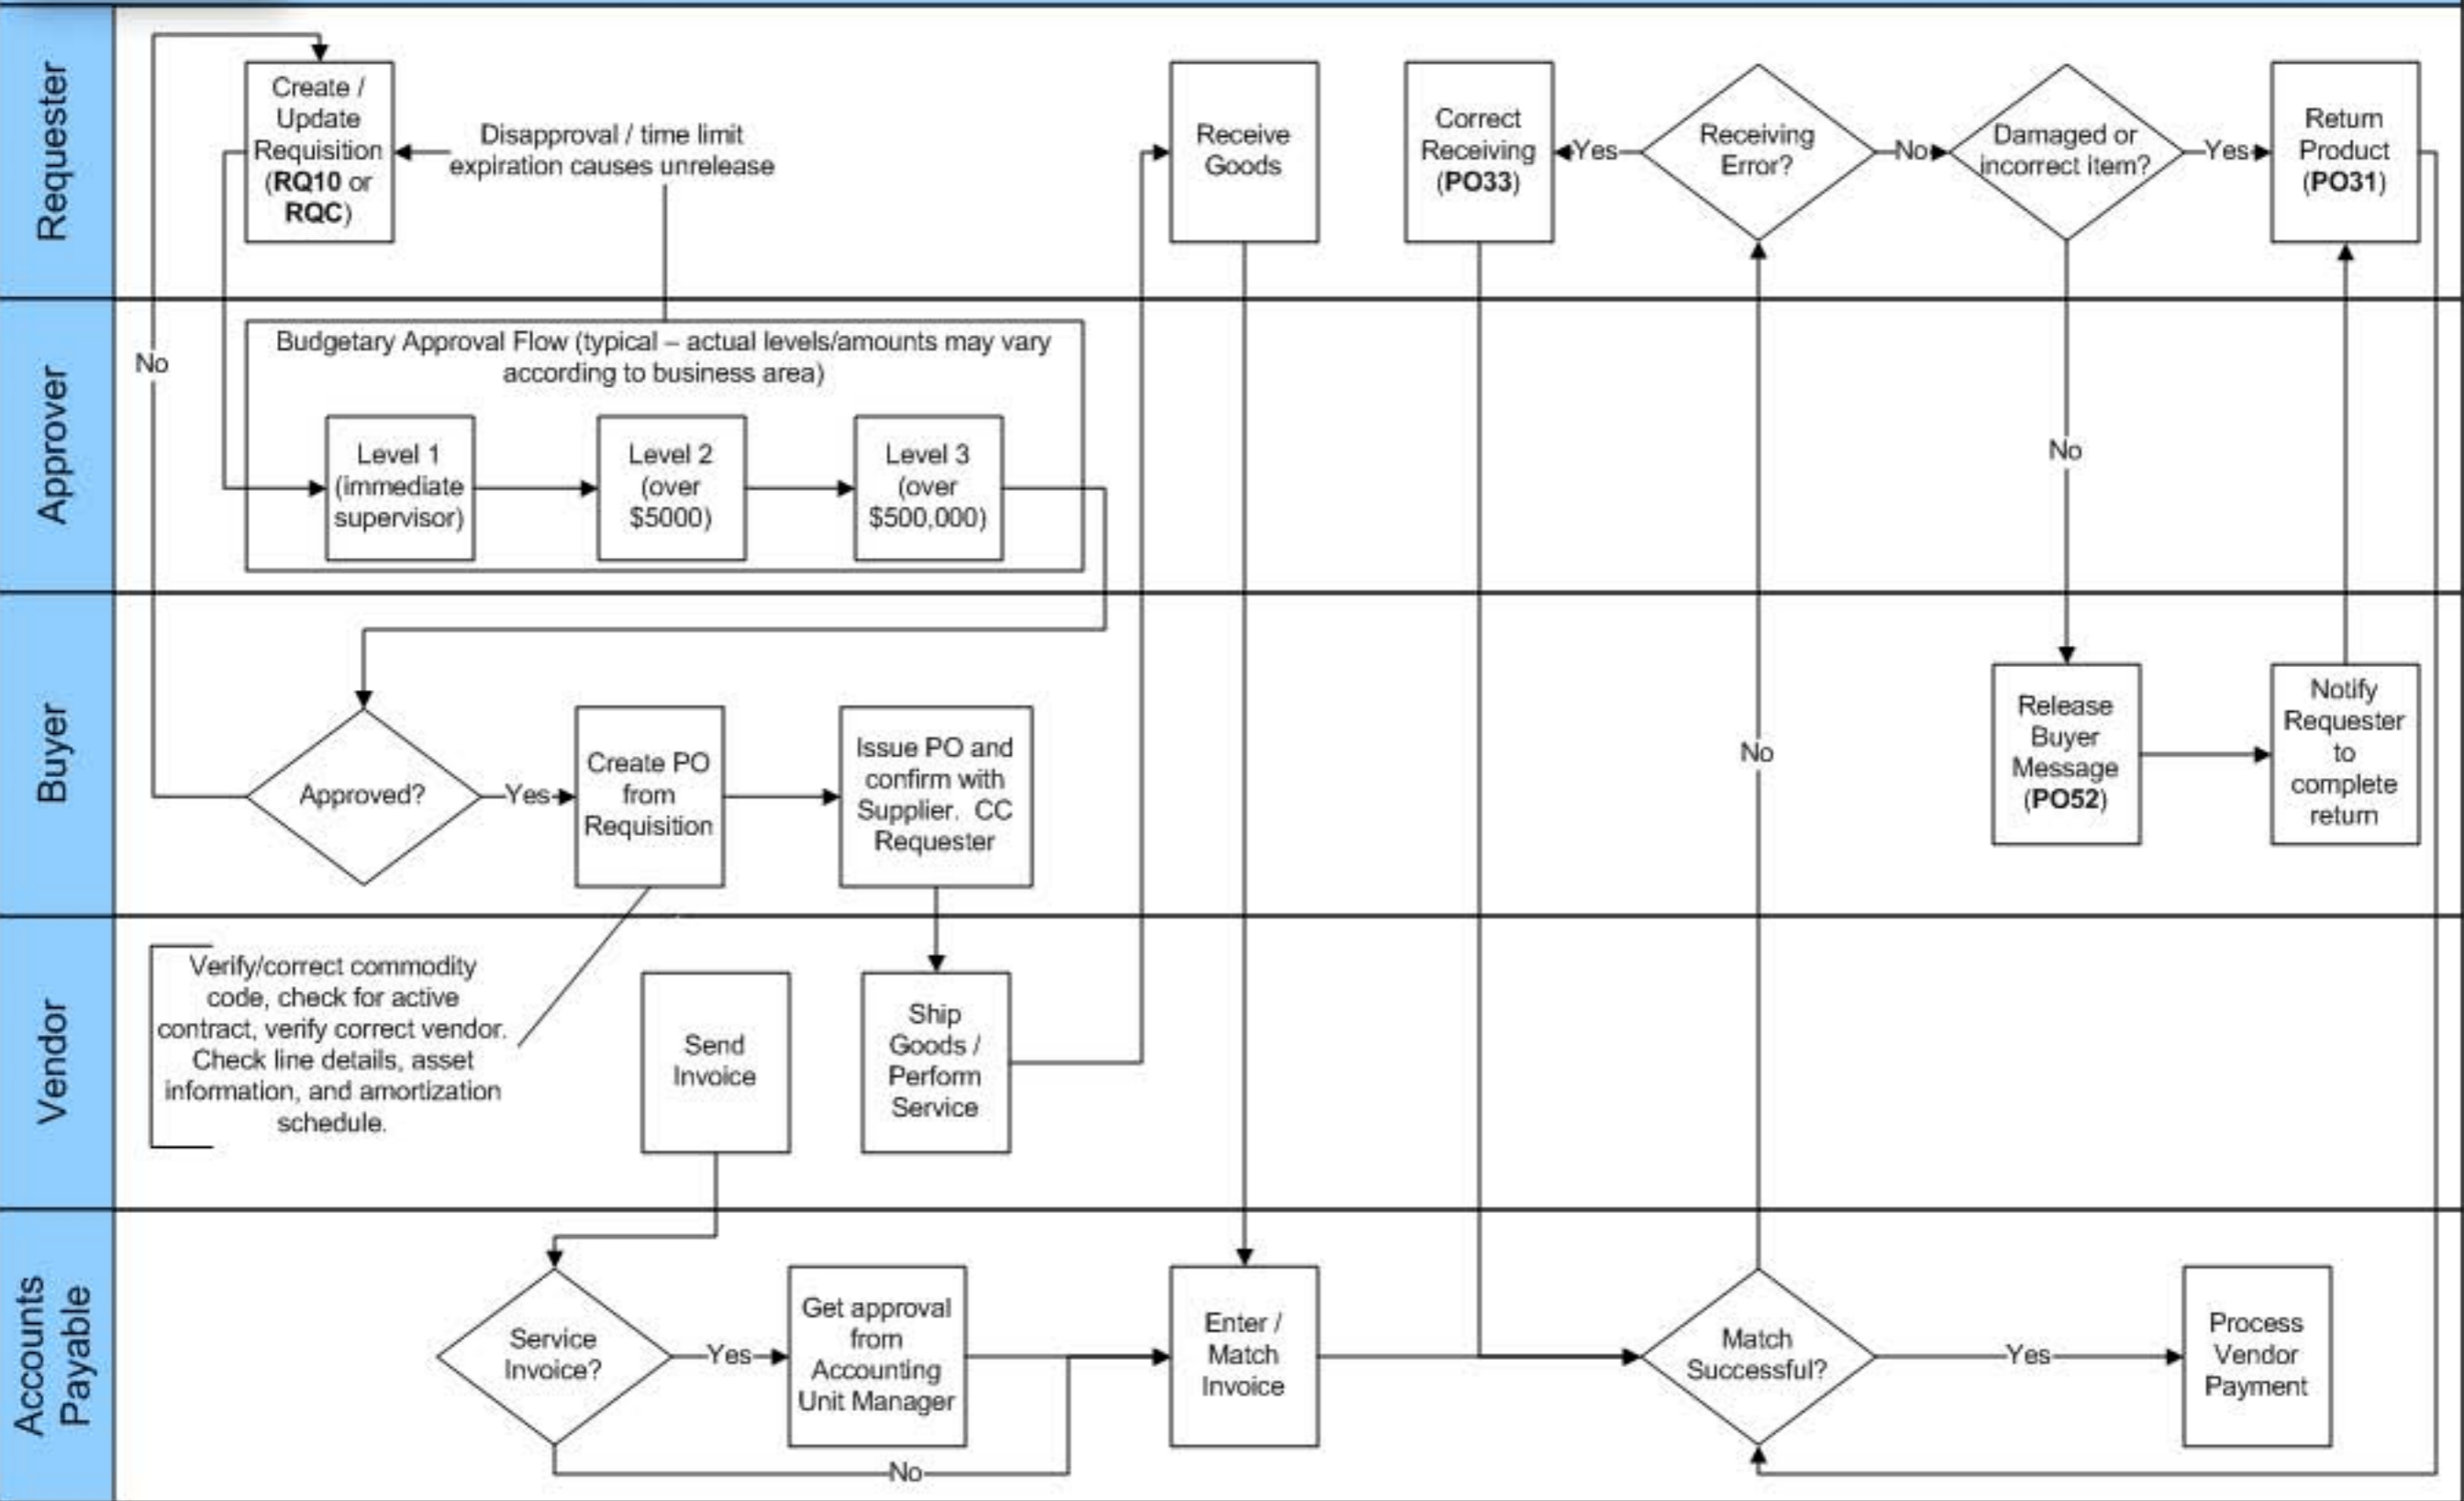 Requester
Create /
Update
Requisition
(RQ10 or
RQC)
Disapproval / time limit
expiration causes unrelease
Receive
Goods
Correct
Receiving
(PO33)
Yes
Receiving
Error?
No
Damaged or
incorrect item?
Yes
Return
Product
(PO31)
Approver
No
Budgetary Approval Flow (typical – actual levels/amounts may vary
according to business area)
Level 1
(immediate
supervisor)
Level 2
(over
$5000)
Level 3
(over
$500,000)
No
Buyer
Approved?
Yes
Create PO
from
Requisition
Issue PO and
confirm with
Supplier. CC
Requester
No
Release
Buyer
Message
(PO52)
Notify
Requester
to
complete
return
Vendor
Verify/correct commodity
code, check for active
contract, verify correct vendor.
Check line details, asset
information, and amortization
schedule.
Send
Invoice
Ship
Goods /
Perform
Service
Accounts
Payable
Service
Invoice?
Yes
Get approval
from
Accounting
Unit Manager
No
Enter /
Match
Invoice
Match
Successful?
Yes
Process
Vendor
Payment